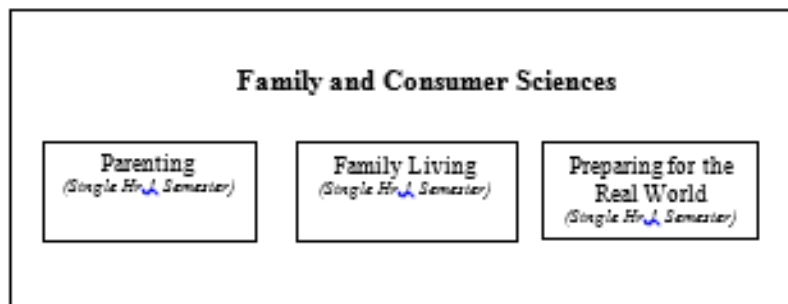 Family and Consumer Sciences
Parenting
(Single Hr./ Semester)
Family Living
(Single Hr./ Semester)
Preparing for the
Real World
(Single Hr./ Semester)